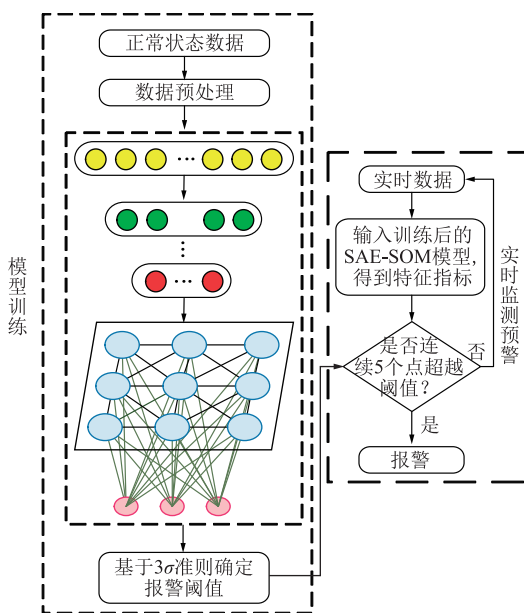 模型训练
正常状态数据
数据预处理
···
⋮
···
基于3σ准则确定
报警阈值
实时数据
输入训练后的
SAE-SOM模型,
得到特征指标
是否连
续5个点超越
阈值?
否
是
报警
实时监测预警